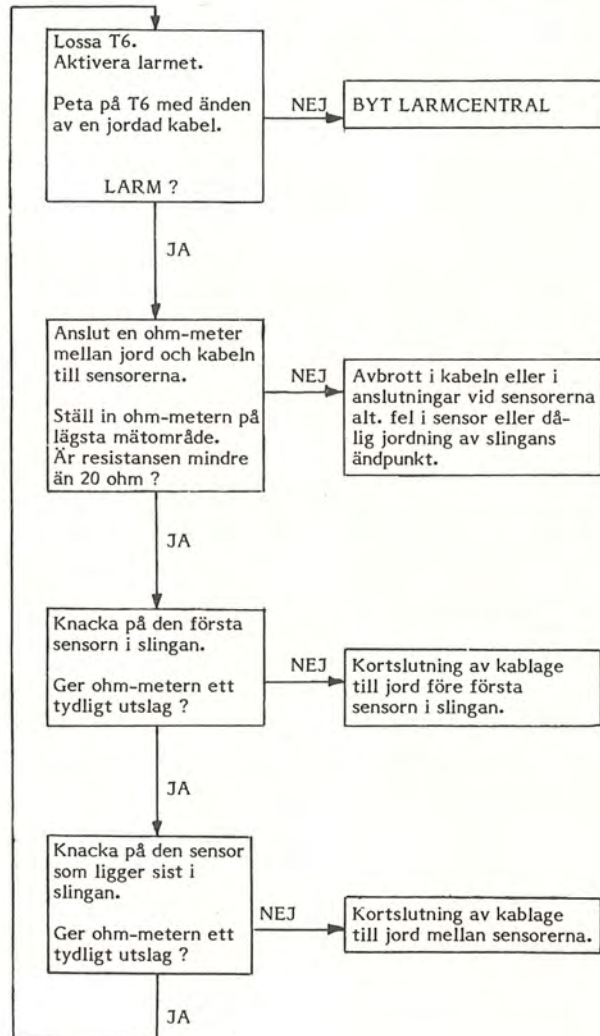 Lossa T6.
Aktivera larmet.
Peta på T6 med änden
av en jordad kabel.
LARM ?
NEJ
BYT LARMCENTRAL
JA
Anslut en ohm-meter
mellan jord och kabeln
till sensorerna.
Ställ in ohm-metern på
lägsta mätområde.
Är resistansen mindre
än 20 ohm ?
NEJ
Avbrott i kabeln eller i
anslutningar vid sensorerna
alt. fel i sensor eller då-
lig jordning av slingans
ändpunkt.
JA
Knacka på den första
sensorn i slingan.
Ger ohm-metern ett
tydligt utslag ?
NEJ
Kortslutning av kablage
till jord före första
sensorn i slingan.
JA
Knacka på den sensor
som ligger sist i
slingan.
Ger ohm-metern ett
tydligt utslag ?
NEJ
Kortslutning av kablage
till jord mellan sensorerna.
JA